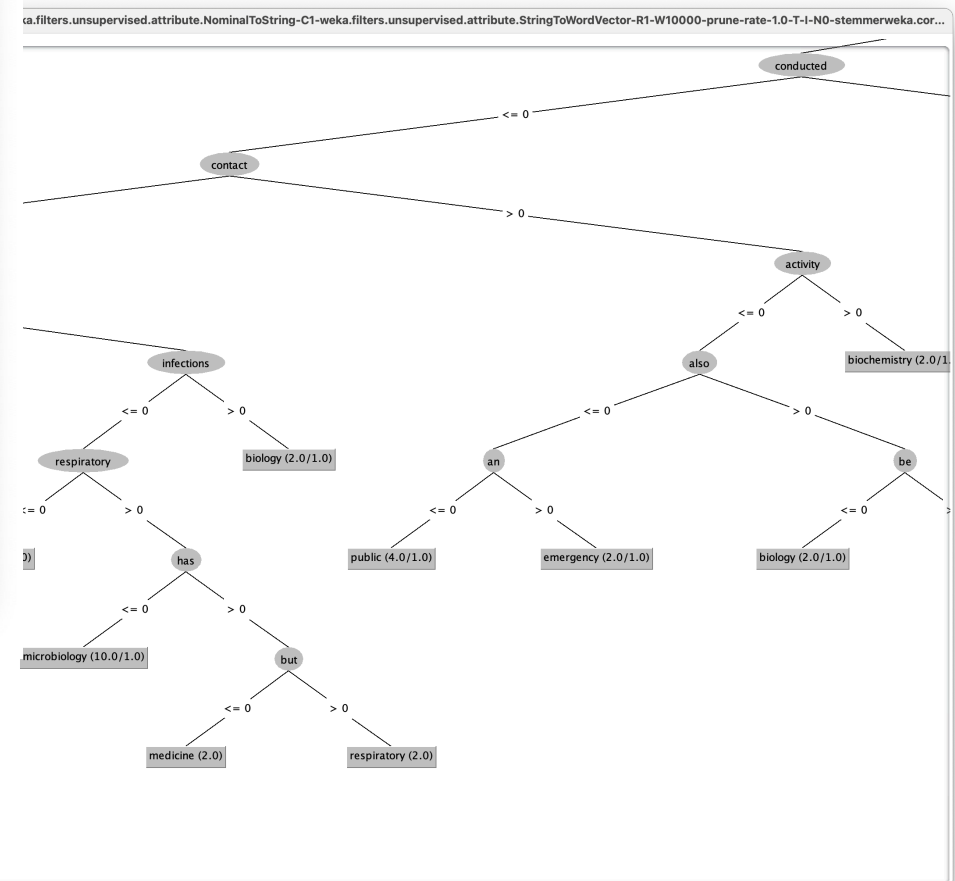 ka.filters.unsupervised.attribute.NominalToString-C1-weka.filters.unsupervised.attribute.StringToWordVector-R1-W10000-prune-rate-1.0-T-I-N0-stemmerweka.cor...
conducted
<= 0
contact
> 0
activity
<= 0
> 0
infections
also
biochemistry (2.0/1.
<= 0
> 0
<= 0
> 0
respiratory
biology (2.0/1.0)
an
be
<= 0
> 0
<= 0
> 0
<= 0
>
0)
has
public (4.0/1.0)
emergency (2.0/1.0)
biology (2.0/1.0)
<= 0
> 0
microbiology (10.0/1.0)
but
<= 0
> 0
medicine (2.0)
respiratory (2.0)